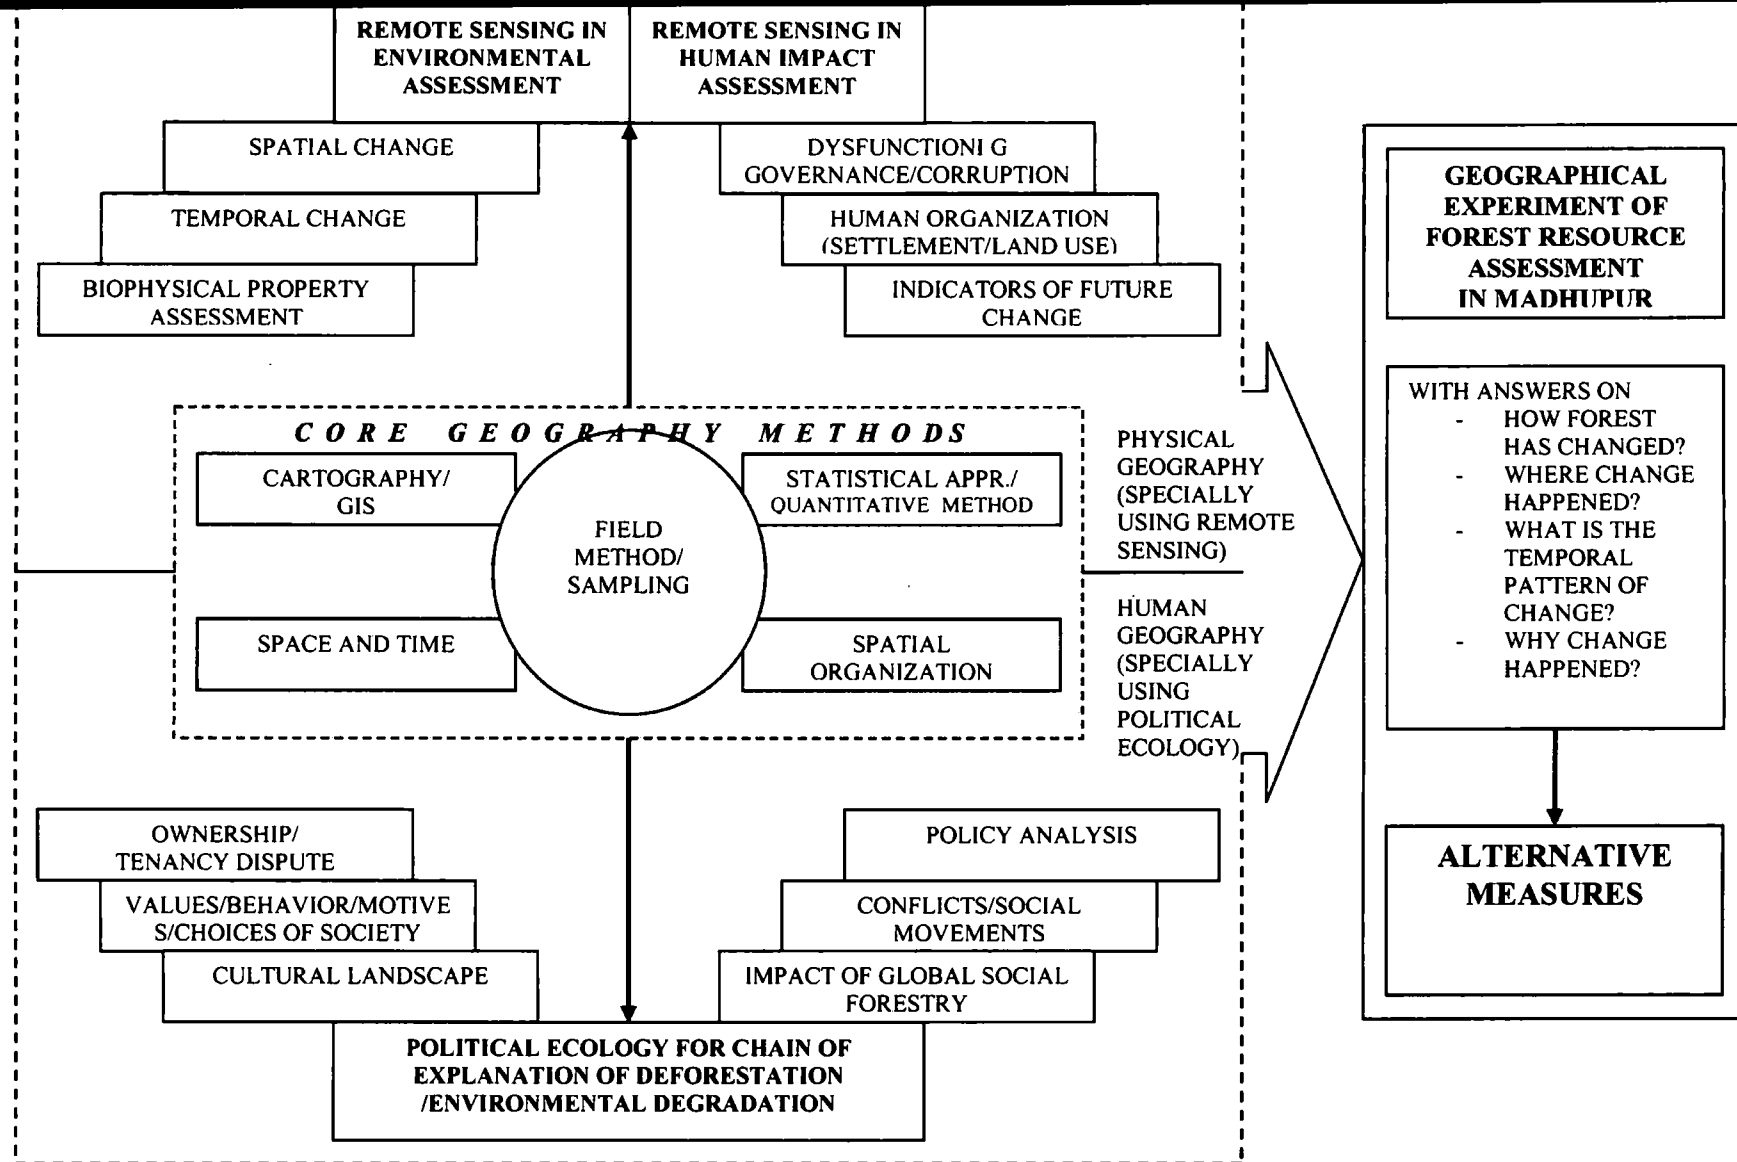 REMOTE SENSING IN
ENVIRONMENTAL
ASSESSMENT
REMOTE SENSING IN
HUMAN IMPACT
ASSESSMENT
SPATIAL CHANGE
TEMPORAL CHANGE
BIOPHYSICAL PROPERTY
ASSESSMENT
DYSFUNCTIONI G
GOVERNANCE/CORRUPTION
HUMAN ORGANIZATION
(SETTLEMENT/LAND USE)
INDICATORS OF FUTURE
CHANGE
CORE GEOGRAPHY METHODS
CARTOGRAPHY/
GIS
STATISTICAL APPR./
QUANTITATIVE METHOD
FIELD
METHOD/
SAMPLING
SPACE AND TIME
SPATIAL
ORGANIZATION
PHYSICAL
GEOGRAPHY
(SPECIALLY
USING REMOTE
SENSING)
HUMAN
GEOGRAPHY
(SPECIALLY
USING
POLITICAL
ECOLOGY)
OWNERSHIP/
TENANCY DISPUTE
VALUES/BEHAVIOR/MOTIVE
S/CHOICES OF SOCIETY
CULTURAL LANDSCAPE
POLICY ANALYSIS
CONFLICTS/SOCIAL
MOVEMENTS
IMPACT OF GLOBAL SOCIAL
FORESTRY
POLITICAL ECOLOGY FOR CHAIN OF
EXPLANATION OF DEFORESTATION
/ENVIRONMENTAL DEGRADATION
GEOGRAPHICAL
EXPERIMENT OF
FOREST RESOURCE
ASSESSMENT
IN MADHUPUR
WITH ANSWERS ON
- HOW FOREST
HAS CHANGED?
- WHERE CHANGE
HAPPENED?
- WHAT IS THE
TEMPORAL
PATTERN OF
CHANGE?
- WHY CHANGE
HAPPENED?
ALTERNATIVE
MEASURES